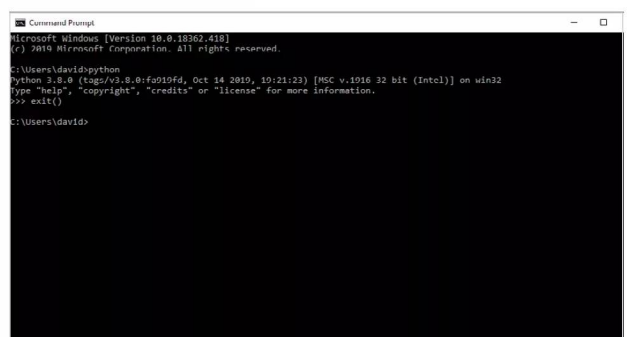 Command Prompt
Microsoft Windows [Version 10.0.18362.418]
(c) 2019 Microsoft Corporation. All rights reserved.
C:\Users\david>python
Python 3.8.0 (tags/v3.8.0:fa919fd, Oct 14 2019, 19:21:23) [MSC v.1916 32 bit (Intel)] on win32
Type "help", "copyright", "credits" or "license" for more information.
>>> exit()
C:\Users\david>